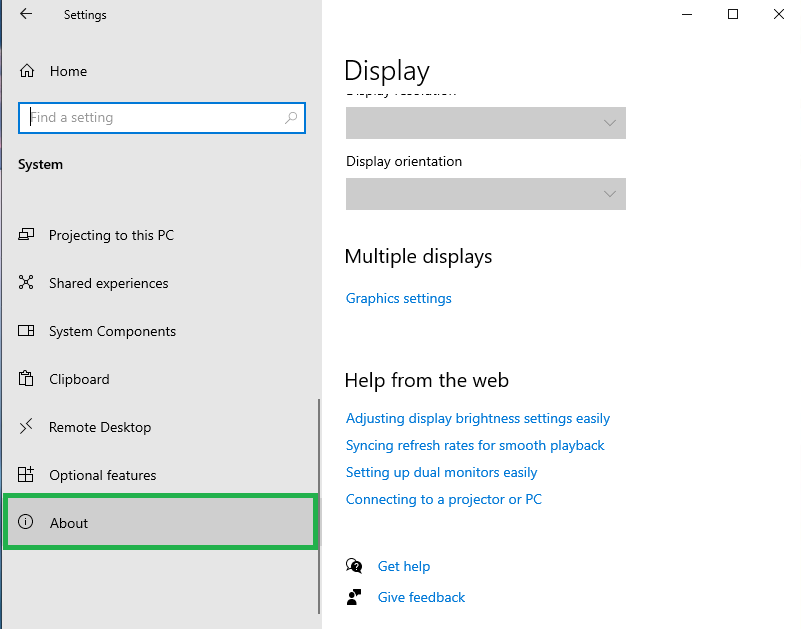 Settings
Home
Find a setting
System
Projecting to this PC
Shared experiences
System Components
Clipboard
Remote Desktop
Optional features
About
Display
Display resolution
Display orientation
Multiple displays
Graphics settings
Help from the web
Adjusting display brightness settings easily
Syncing refresh rates for smooth playback
Setting up dual monitors easily
Connecting to a projector or PC
Get help
Give feedback